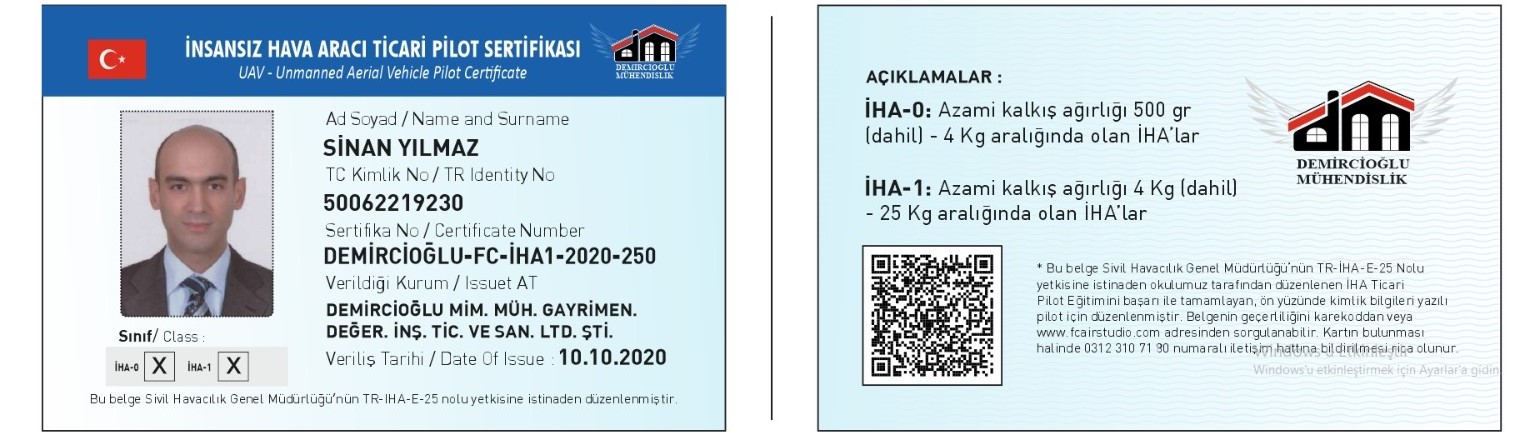 İNSANSIZ HAVA ARACI TİCARİ PİLOT SERTİFİKASI
UAV - Unmanned Aerial Vehicle Pilot Certificate
DEMİRCİOĞLU
MÜHENDİSLİK
Ad Soyad / Name and Surname
SİNAN YILMAZ
TC Kimlik No / TR Identity No
50062219230
Sertifika No / Certificate Number
DEMİRCİOĞLU-FC-İHA1-2020-250
Verildiği Kurum / Issuet AT
DEMİRCİOĞLU MİM. MÜH. GAYRİMEN.
DEĞER. İNŞ. TİC. VE SAN. LTD. ŞTİ.
Veriliş Tarihi / Date Of Issue : 10.10.2020
Sınıf/ Class :
İHA-0 X İHA-1 X
Bu belge Sivil Havacılık Genel Müdürlüğü'nün TR-IHA-E-25 nolu yetkisine istinaden düzenlenmiştir.
AÇIKLAMALAR :
İHA-0: Azami kalkış ağırlığı 500 gr
(dahil) - 4 Kg aralığında olan İHA'lar
İHA-1: Azami kalkış ağırlığı 4 Kg (dahil)
- 25 Kg aralığında olan İHA'lar
DEMİRCİOĞLU
MÜHENDİSLİK
* Bu belge Sivil Havacılık Genel Müdürlüğü'nün TR-İHA-E-25 Nolu
yetkisine istinaden okulumuz tarafından düzenlenen İHA Ticari
Pilot Eğitimini başarı ile tamamlayan, ön yüzünde kimlik bilgileri yazılı
pilot için düzenlenmiştir. Belgenin geçerliliğini karekoddan veya
www.fcairstudio.com adresinden sorgulanabilir. Kartın bulunması
halinde 0312 310 71 90 numaralı iletişim hattına bildirilmesi rica olunur.
Windows'u Etkinleştir
Windows'u etkinleştirmek için Ayarlar'a gidin